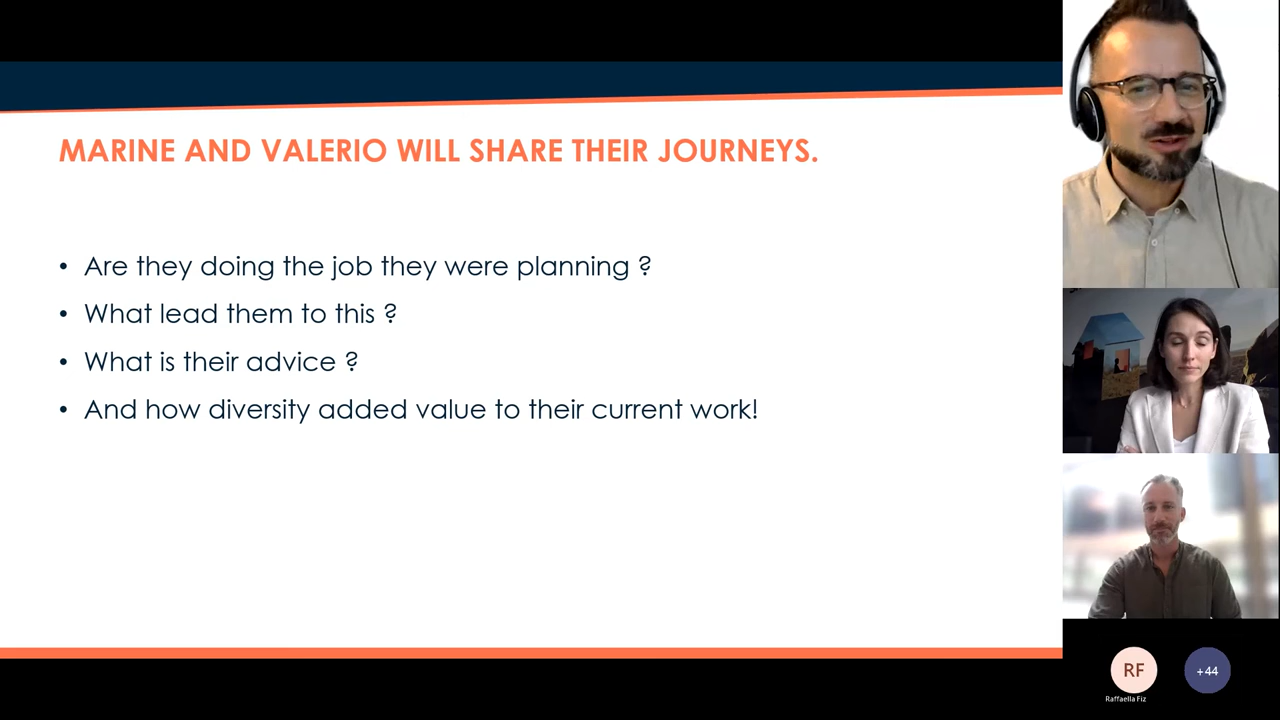 MARINE AND VALERIO WILL SHARE THEIR JOURNEYS.
• Are they doing the job they were planning ?
• What lead them to this ?
• What is their advice ?
• And how diversity added value to their current work!
RF
+44
Raffaella Fiz